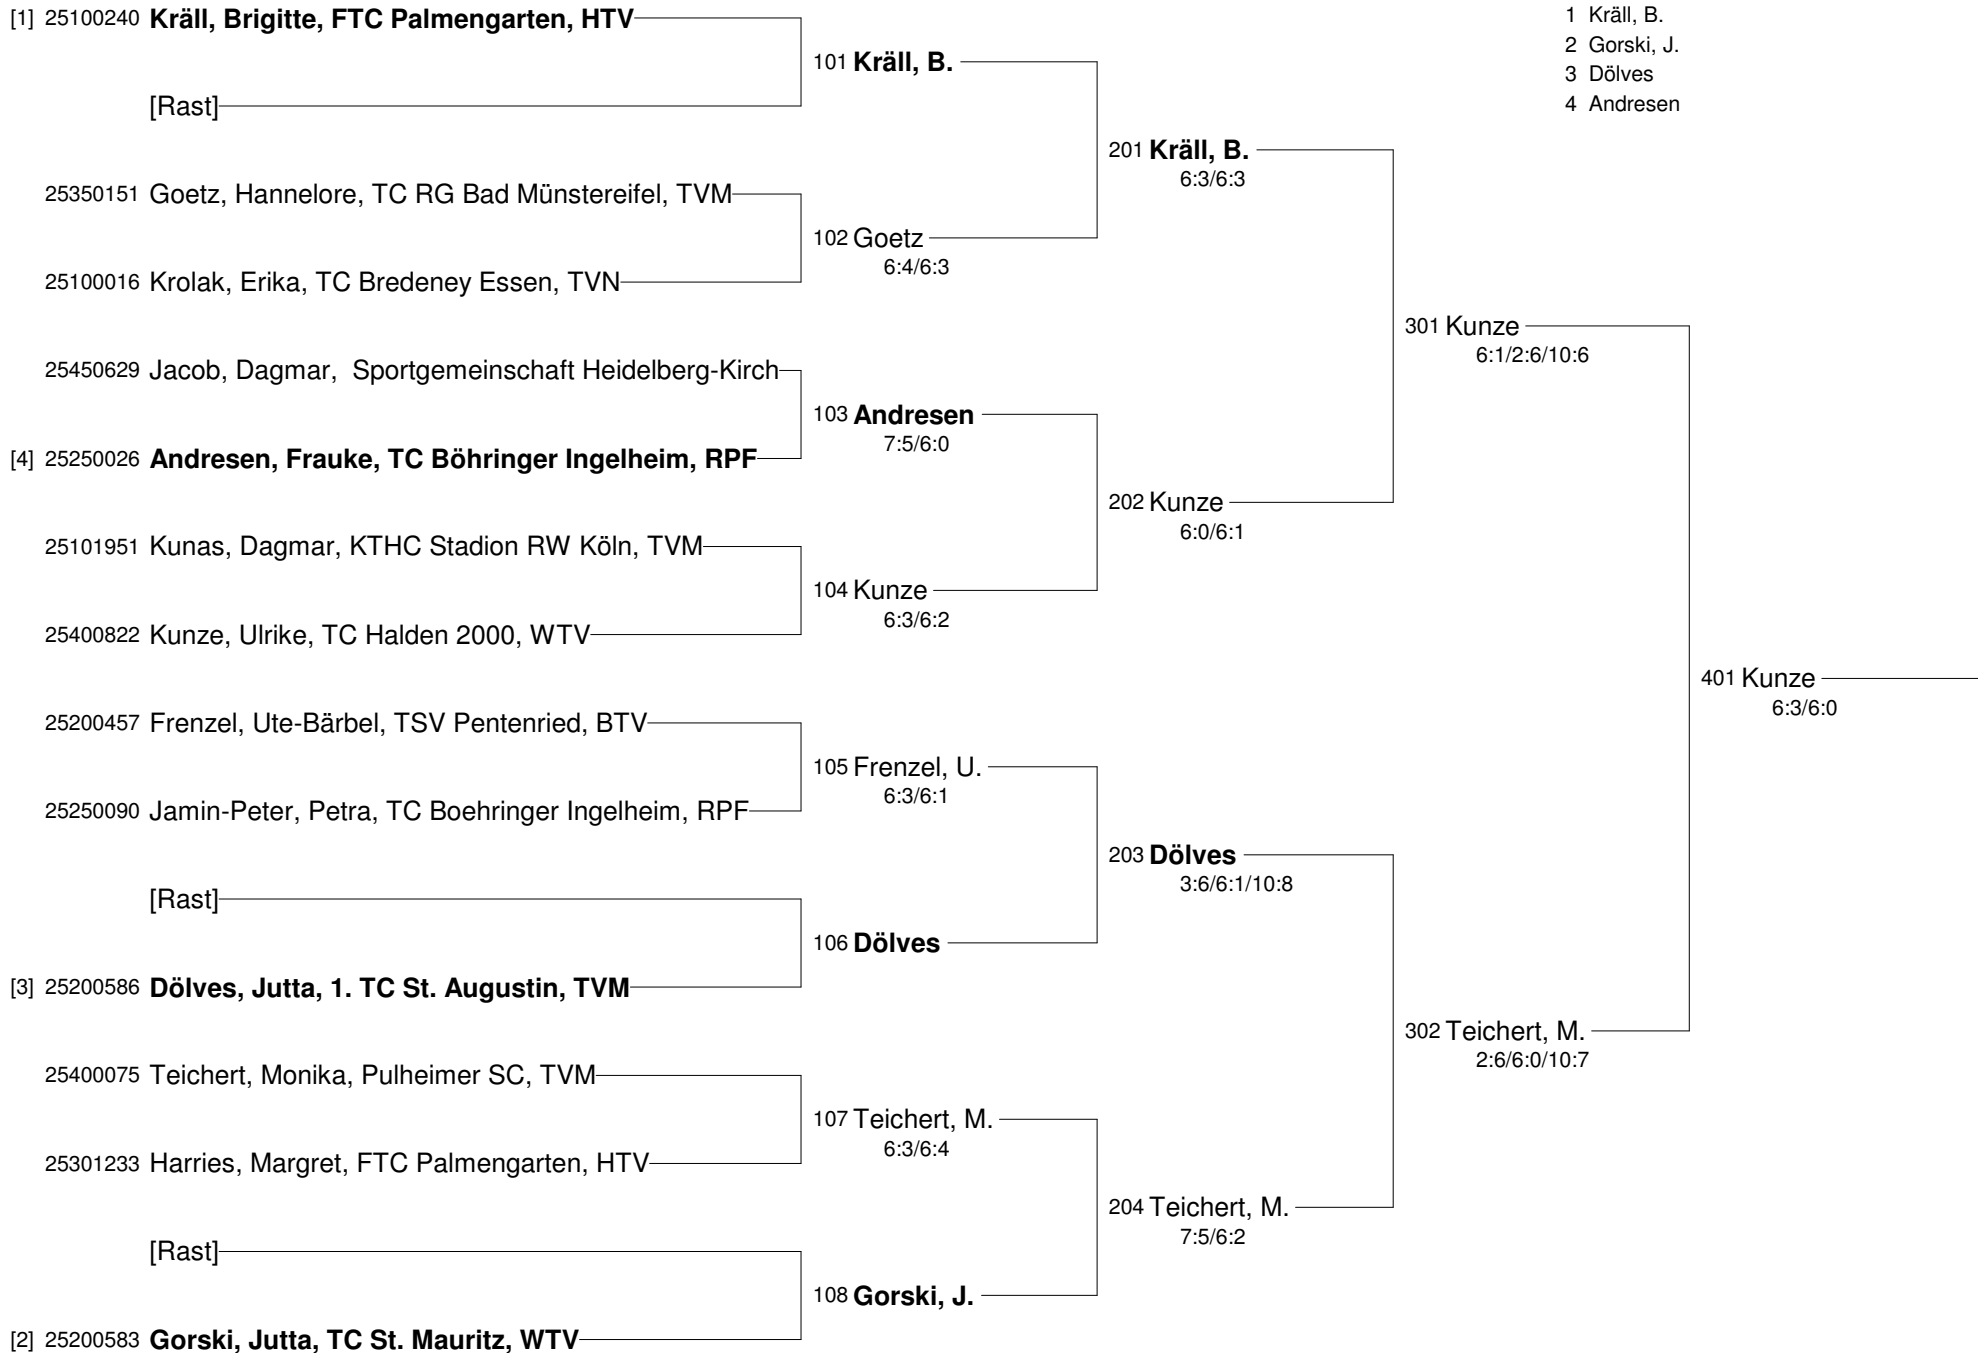 [1] 25100240 Kräll, Brigitte, FTC Palmengarten, HTV
[Rast]
25350151 Goetz, Hannelore, TC RG Bad Münstereifel, TVM
25100016 Krolak, Erika, TC Bredeney Essen, TVN
25450629 Jacob, Dagmar, Sportgemeinschaft Heidelberg-Kirch
[4] 25250026 Andresen, Frauke, TC Böhringer Ingelheim, RPF
25101951 Kunas, Dagmar, KTHC Stadion RW Köln, TVM
25400822 Kunze, Ulrike, TC Halden 2000, WTV
25200457 Frenzel, Ute-Bärbel, TSV Pentenried, BTV
25250090 Jamin-Peter, Petra, TC Boehringer Ingelheim, RPF
[Rast]
[3] 25200586 Dölves, Jutta, 1. TC St. Augustin, TVM
25400075 Teichert, Monika, Pulheimer SC, TVM
25301233 Harries, Margret, FTC Palmengarten, HTV
[Rast]
[2] 25200583 Gorski, Jutta, TC St. Mauritz, WTV
101 Kräll, B.
102 Goetz
6:4/6:3
103 Andresen
7:5/6:0
104 Kunze
6:3/6:2
105 Frenzel, U.
6:3/6:1
106 Dölves
107 Teichert, M.
6:3/6:4
108 Gorski, J.
201 Kräll, B.
6:3/6:3
202 Kunze
6:0/6:1
203 Dölves
3:6/6:1/10:8
204 Teichert, M.
7:5/6:2
301 Kunze
6:1/2:6/10:6
302 Teichert, M.
2:6/6:0/10:7
401 Kunze
6:3/6:0
1 Kräll, B.
2 Gorski, J.
3 Dölves
4 Andresen